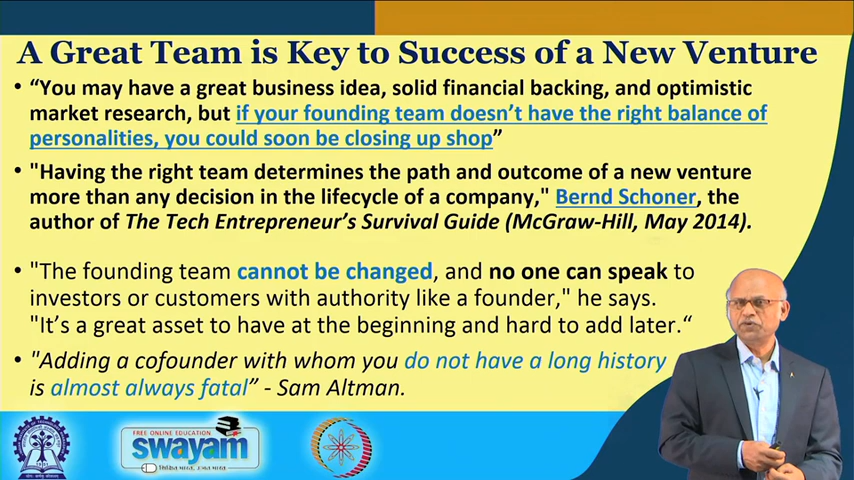 A Great Team is Key to Success of a New Venture
• “You may have a great business idea, solid financial backing, and optimistic
market research, but if your founding team doesn’t have the right balance of
personalities, you could soon be closing up shop”
• "Having the right team determines the path and outcome of a new venture
more than any decision in the lifecycle of a company," Bernd Schoner, the
author of The Tech Entrepreneur’s Survival Guide (McGraw-Hill, May 2014).
• "The founding team cannot be changed, and no one can speak to
investors or customers with authority like a founder," he says.
"It’s a great asset to have at the beginning and hard to add later.“
• "Adding a cofounder with whom you do not have a long history
is almost always fatal” - Sam Altman.
FREE ONLINE EDUCATION
swayam
शिक्षित भारत, उन्नत भारत
1951